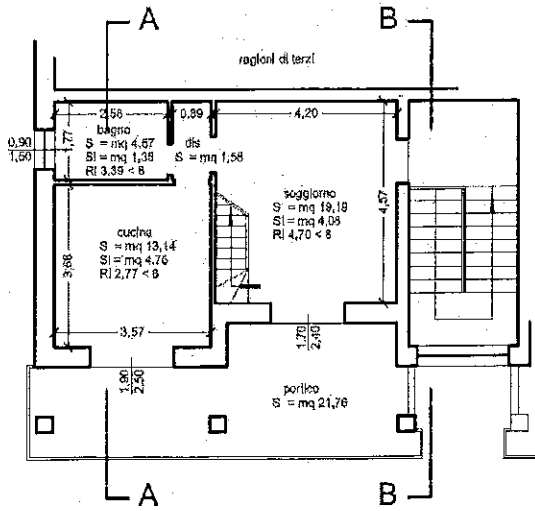 A
B
ragioni di terzi
2,58
0,89
4,20
bagno
S = mq 4,57
SI = mq 1,35
RI 3,39 < 8
1,77
0,90
1,50
dis
S = mq 1,58
soggiorno
S = mq 19,19
SI = mq 4,08
RI 4,70 < 8
4,57
cucina
S = mq 13,14
SI = mq 4,75
RI 2,77 < 8
3,68
3,57
1,90
2,50
1,70
2,40
portico
S = mq 21,76
A
B